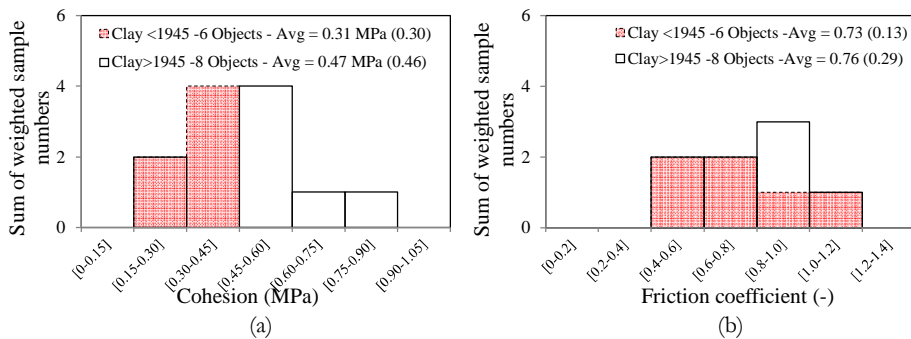 6
4
2
0
Sum of weighted sample
numbers
Clay <1945 -6 Objects - Avg = 0.31 MPa (0.30)
Clay>1945 -8 Objects - Avg = 0.47 MPa (0.46)
[0-0.15]
[0.15-0.30]
[0.30-0.45]
[0.45-0.60]
[0.60-0.75]
[0.75-0.90]
[0.90-1.05]
Cohesion (MPa)
(a)
6
4
2
0
Sum of weighted sample
numbers
Clay <1945 -6 Objects - Avg = 0.73 (0.13)
Clay>1945 -8 Objects -Avg = 0.76 (0.29)
[0-0.2]
[0.2-0.4]
[0.4-0.6]
[0.6-0.8]
[0.8-1.0]
[1.0-1.2]
[1.2-1.4]
Friction coefficient (-)
(b)